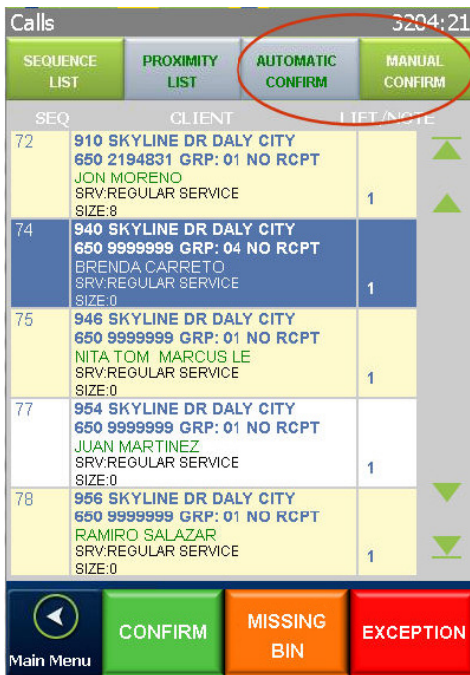 Calls 3204:21
SEQUENCE LIST
PROXIMITY LIST
AUTOMATIC CONFIRM
MANUAL CONFIRM
SEQ CLIENT LIFT/NOTE
72 910 SKYLINE DR DALY CITY
650 2194831 GRP: 01 NO RCPT
JON MORENO
SRV:REGULAR SERVICE 1
SIZE:8
74 940 SKYLINE DR DALY CITY
650 9999999 GRP: 04 NO RCPT
BRENDA CARRETO
SRV:REGULAR SERVICE 1
SIZE:0
75 946 SKYLINE DR DALY CITY
650 9999999 GRP: 01 NO RCPT
NITA TOM MARCUS LE
SRV:REGULAR SERVICE 1
SIZE:0
77 954 SKYLINE DR DALY CITY
650 9999999 GRP: 01 NO RCPT
JUAN MARTINEZ
SRV:REGULAR SERVICE 1
SIZE:0
78 956 SKYLINE DR DALY CITY
650 9999999 GRP: 01 NO RCPT
RAMIRO SALAZAR
SRV:REGULAR SERVICE 1
SIZE:0
Main Menu
CONFIRM
MISSING BIN
EXCEPTION